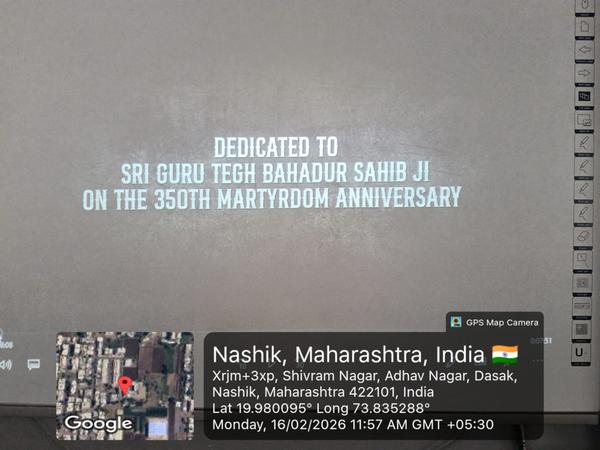 DEDICATED TO
SRI GURU TEGH BAHADUR SAHIB JI
ON THE 350TH MARTYRDOM ANNIVERSARY
GPS Map Camera
Nashik, Maharashtra, India
Xrjm+3xp, Shivram Nagar, Adhav Nagar, Dasak,
Nashik, Maharashtra 422101, India
Lat 19.980095° Long 73.835288°
Monday, 16/02/2026 11:57 AM GMT +05:30
Google